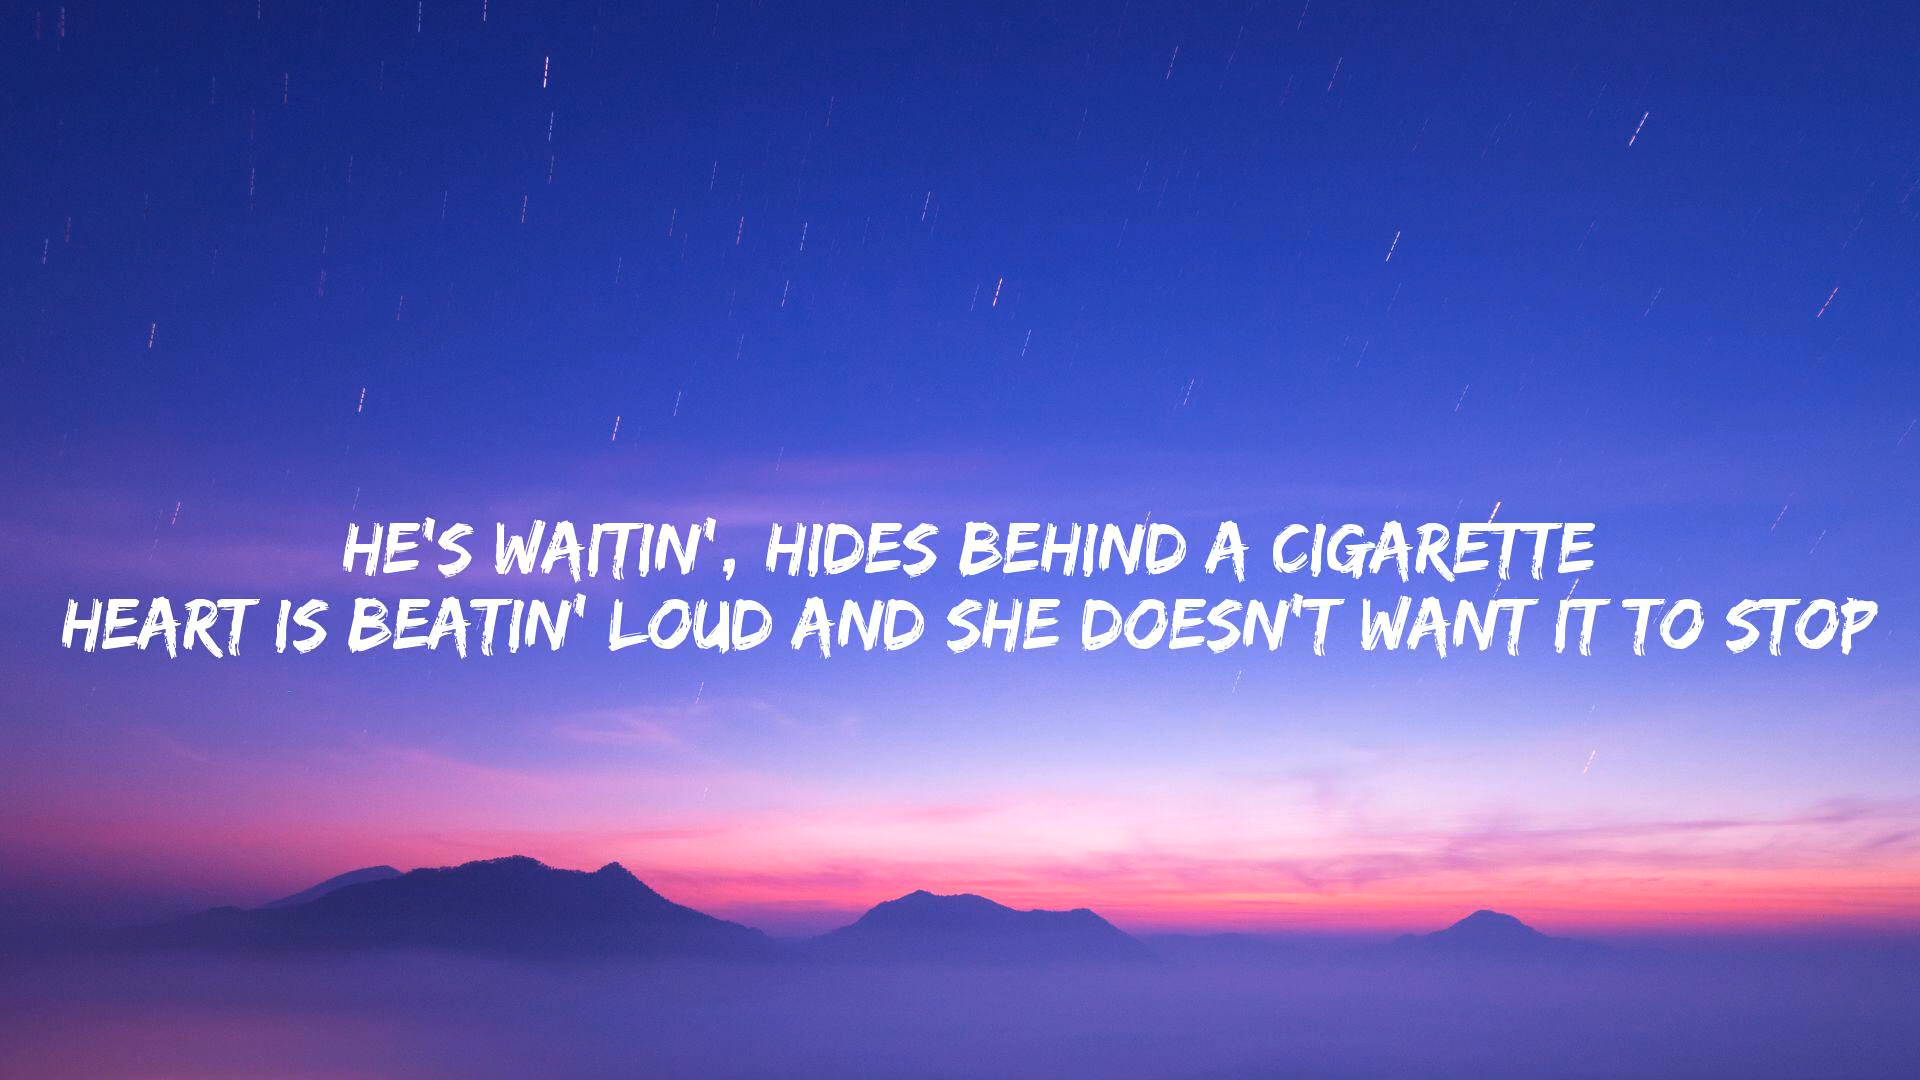 HE'S WAITIN', HIDES BEHIND A CIGARETTE
HEART IS BEATIN' LOUD AND SHE DOESN'T WANT IT TO STOP